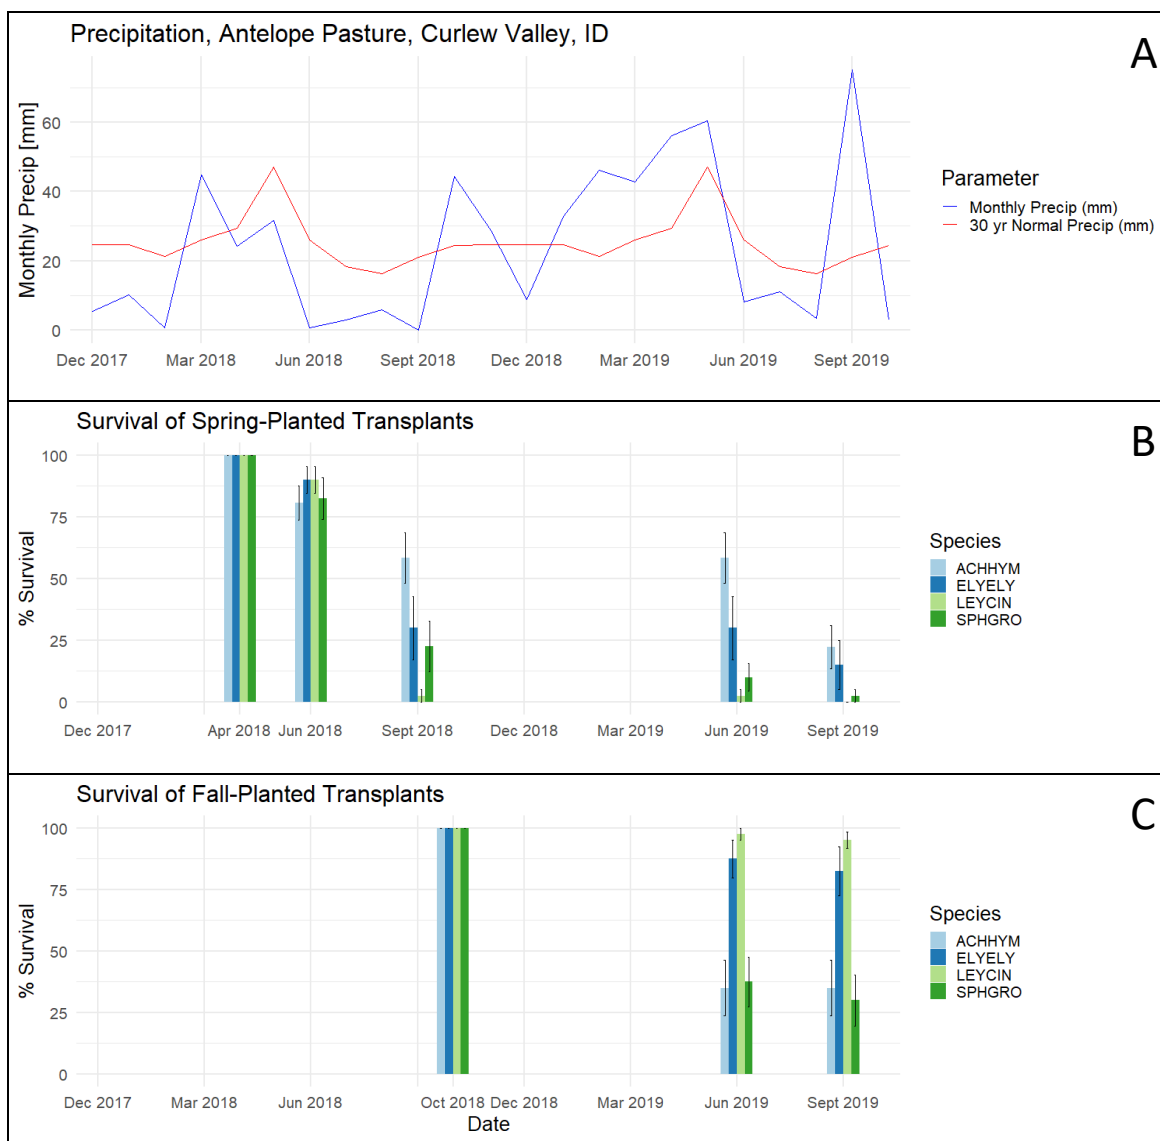 Precipitation, Antelope Pasture, Curlew Valley, ID
A
Monthly Precip [mm]
60
40
20
0
Dec 2017 Mar 2018 Jun 2018 Sept 2018 Dec 2018 Mar 2019 Jun 2019 Sept 2019
Parameter
Monthly Precip (mm)
30 yr Normal Precip (mm)
Survival of Spring-Planted Transplants
B
% Survival
100
75
50
25
0
Dec 2017 Apr 2018 Jun 2018 Sept 2018 Dec 2018 Mar 2019 Jun 2019 Sept 2019
Species
ACHHYM
ELYELY
LEYCIN
SPHGRO
Survival of Fall-Planted Transplants
C
% Survival
100
75
50
25
0
Dec 2017 Mar 2018 Jun 2018 Oct 2018 Dec 2018 Mar 2019 Jun 2019 Sept 2019
Date
Species
ACHHYM
ELYELY
LEYCIN
SPHGRO